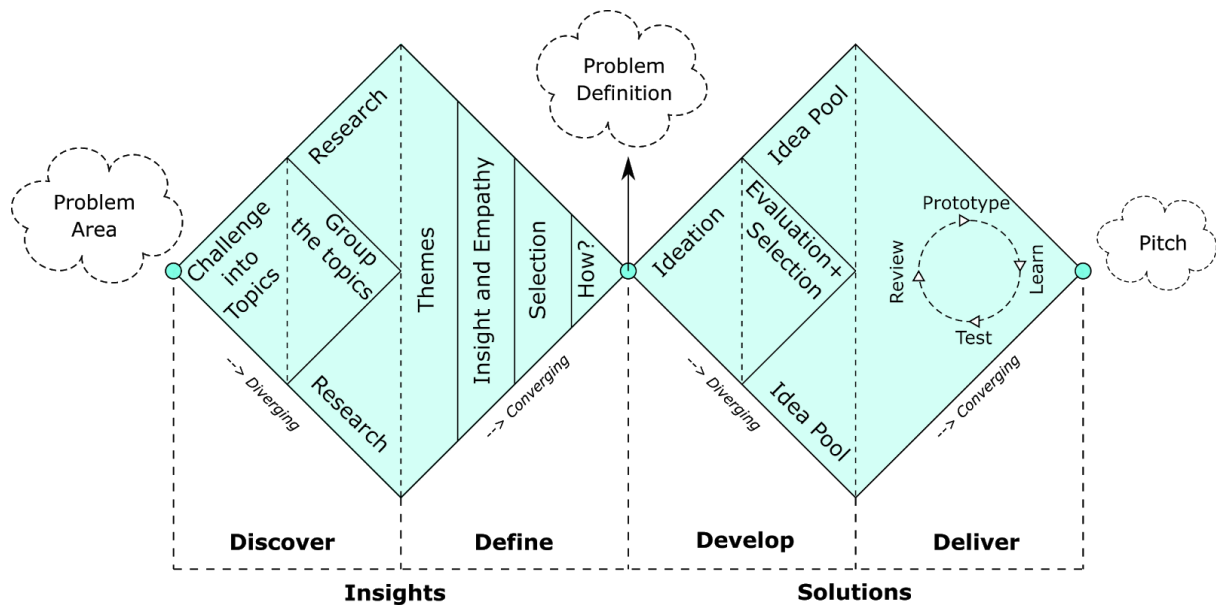 Problem
Area
Challenge
into
Topics
Research
Group
the topics
Research
---> Diverging
Themes
Insight and Empathy
Selection
How?
---> Converging
Problem
Definition
Ideation
Idea Pool
Evaluation+
Selection
Idea Pool
---> Diverging
Prototype
Learn
Test
Review
---> Converging
Pitch
Discover
Define
Develop
Deliver
Insights
Solutions